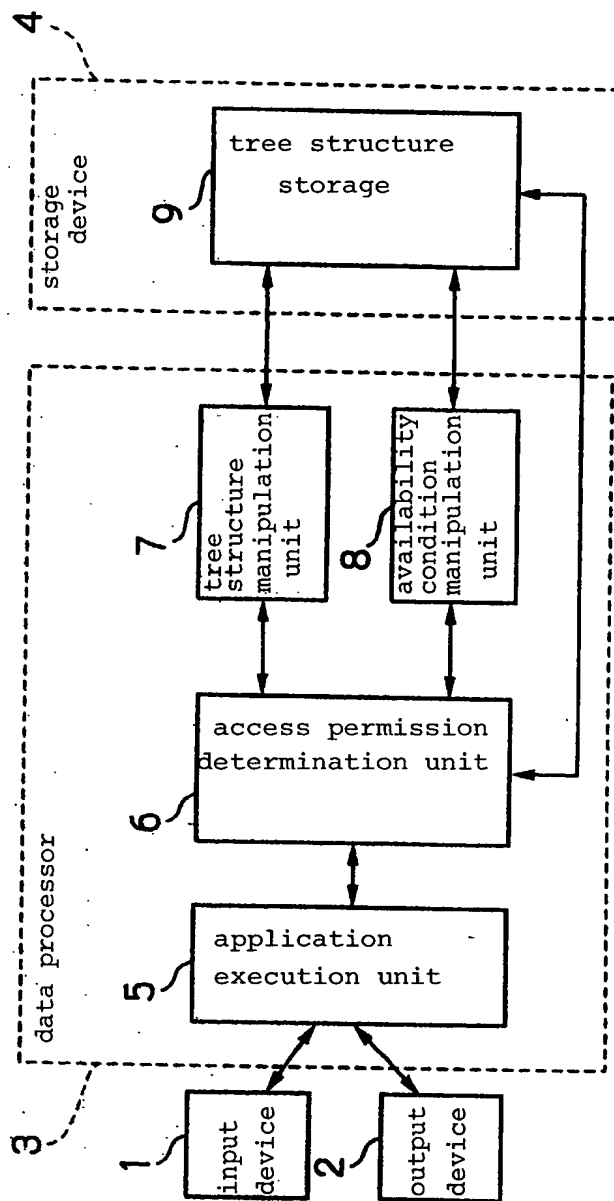 3
data processor
4
storage
device
1
input
device
2
output
device
5
application
execution unit
6
access permission
determination unit
7
tree
structure
manipulation
unit
8
availability
condition
manipulation
unit
9
tree structure
storage